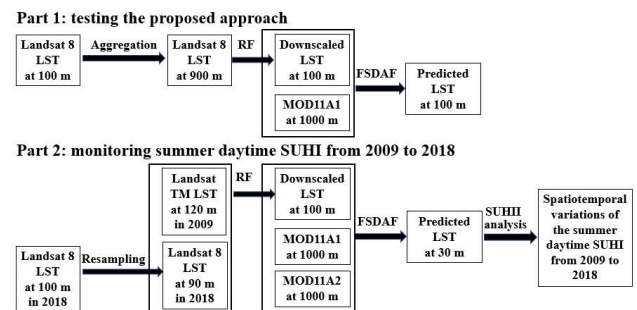 Part 1: testing the proposed approach
Landsat 8
LST
at 100 m
Aggregation
Landsat 8
LST
at 900 m
RF
Downscaled
LST
at 100 m
MOD11A1
at 1000 m
FSDAF
Predicted
LST
at 100 m
Part 2: monitoring summer daytime SUHI from 2009 to 2018
Landsat 8
LST
at 100 m
in 2018
Resampling
Landsat
TM LST
at 120 m
in 2009
Landsat 8
LST
at 90 m
in 2018
RF
Downscaled
LST
at 100 m
MOD11A1
at 1000 m
MOD11A2
at 1000 m
FSDAF
Predicted
LST
at 30 m
SUHII
analysis
Spatiotemporal
variations of
the summer
daytime SUHI
from 2009 to
2018